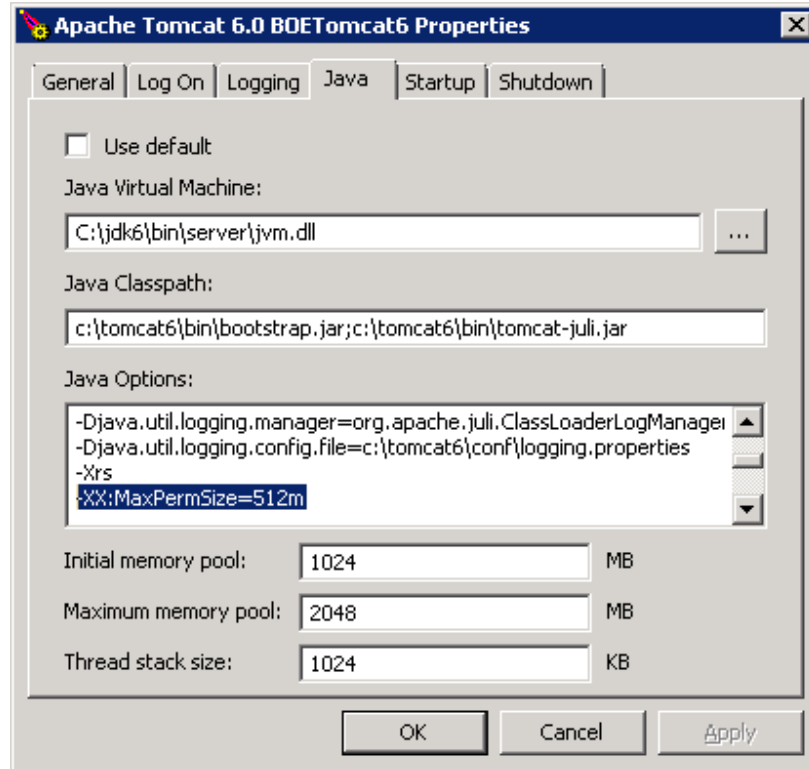 Apache Tomcat 6.0 BOETomcat6 Properties
General Log On Logging Java Startup Shutdown
Use default
Java Virtual Machine:
C:\jdk6\bin\server\jvm.dll ...
Java Classpath:
c:\tomcat6\bin\bootstrap.jar;c:\tomcat6\bin\tomcat-juli.jar
Java Options:
-Djava.util.logging.manager=org.apache.juli.ClassLoaderLogManager
-Djava.util.logging.config.file=c:\tomcat6\conf\logging.properties
-Xrs
-XX:MaxPermSize=512m
Initial memory pool: 1024 MB
Maximum memory pool: 2048 MB
Thread stack size: 1024 KB
OK Cancel Apply